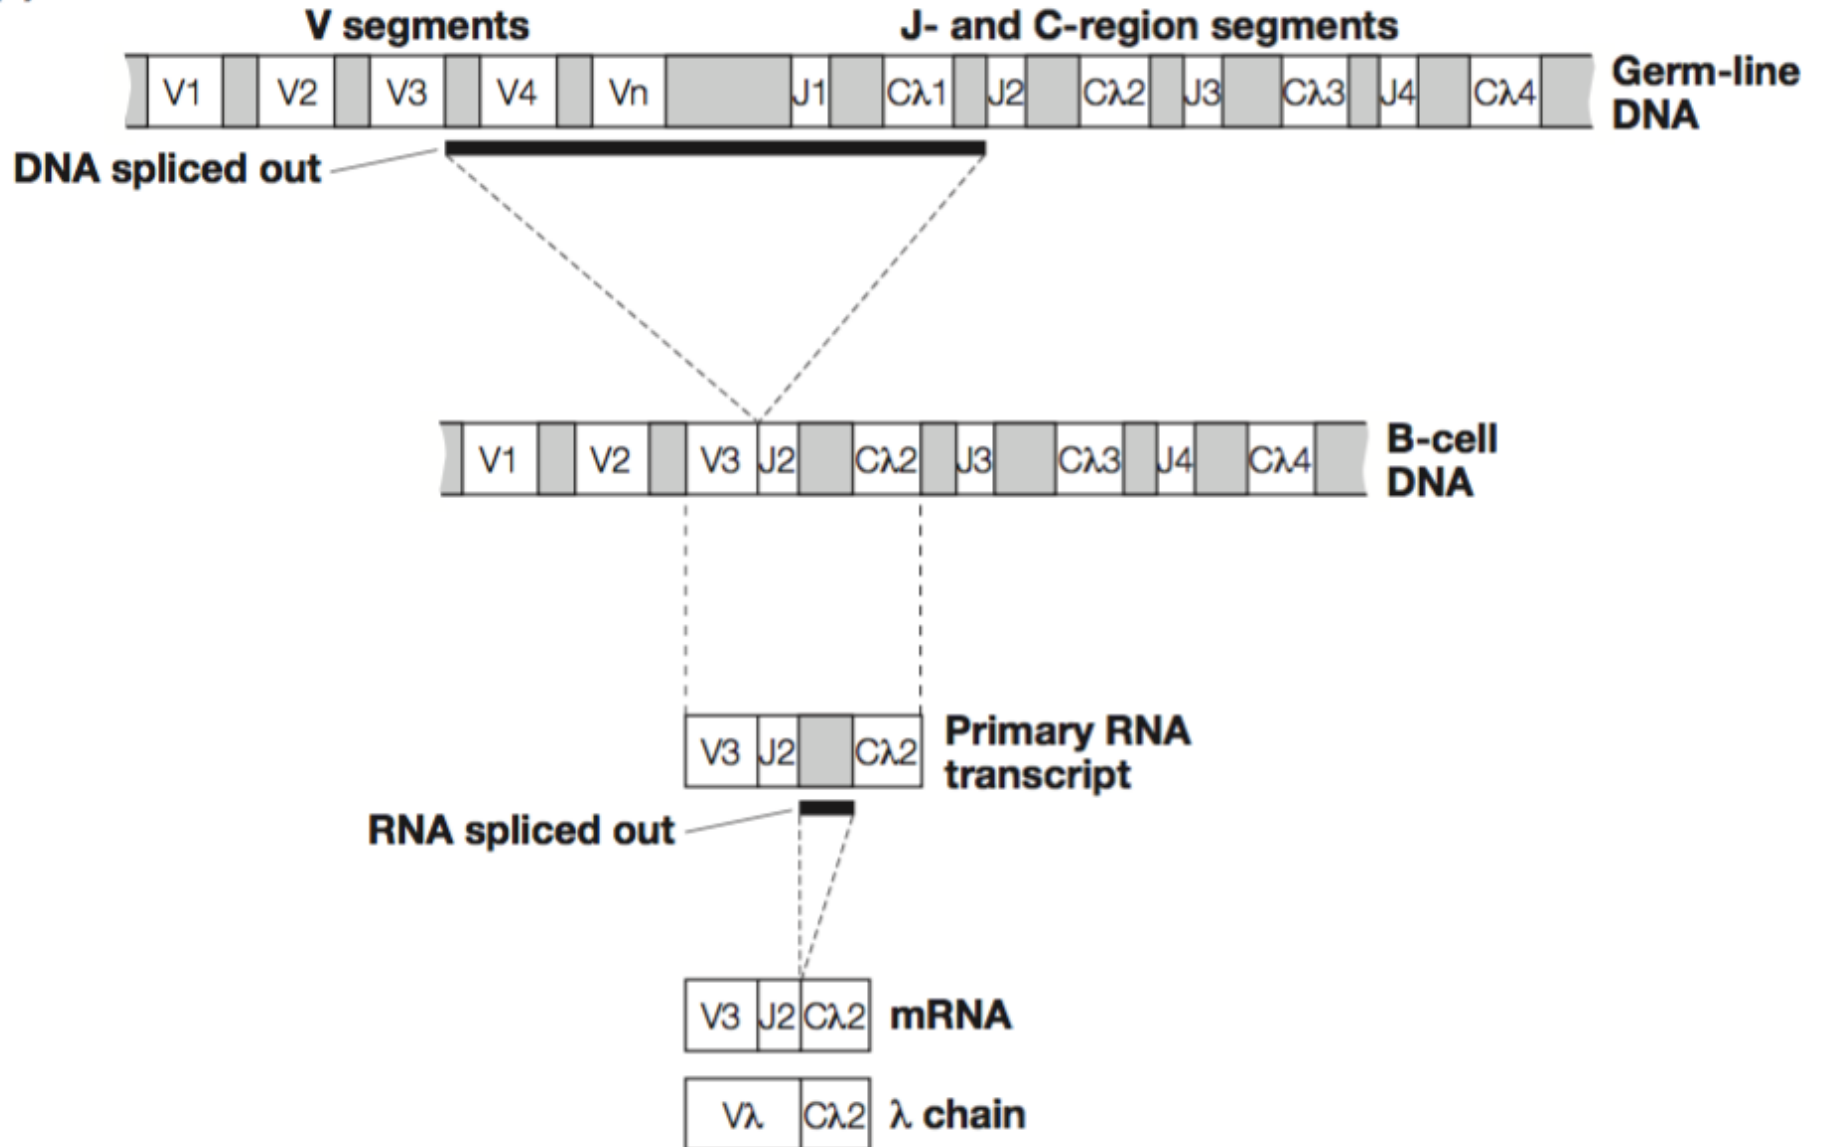 V segments
J- and C-region segments
V1 V2 V3 V4 Vn J1 Cλ1 J2 Cλ2 J3 Cλ3 J4 Cλ4
Germ-line
DNA
DNA spliced out
V1 V2 V3 J2 Cλ2 J3 Cλ3 J4 Cλ4
B-cell
DNA
V3 J2 Cλ2
Primary RNA
transcript
RNA spliced out
V3 J2 Cλ2
mRNA
Vλ Cλ2
λ chain